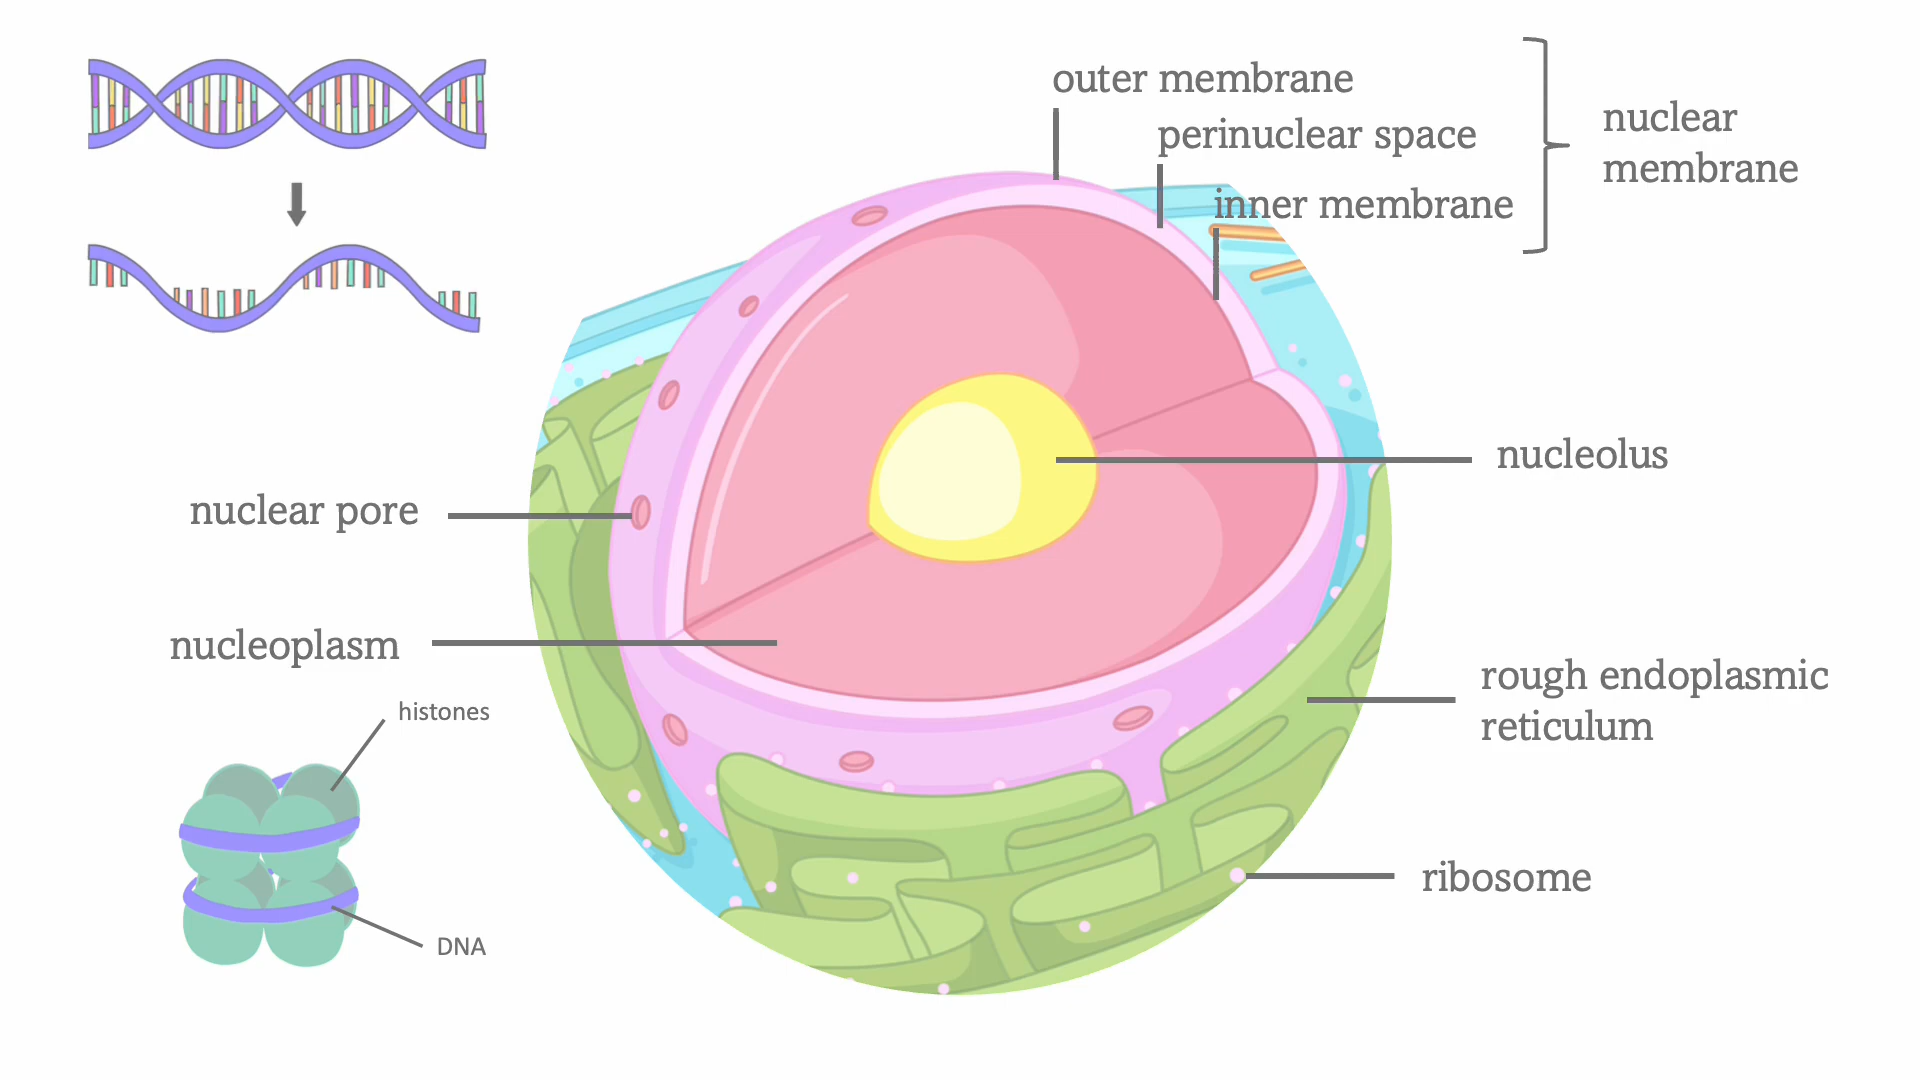 outer membrane
perinuclear space
inner membrane
nuclear
membrane
nucleolus
nuclear pore
nucleoplasm
rough endoplasmic
reticulum
histones
ribosome
DNA